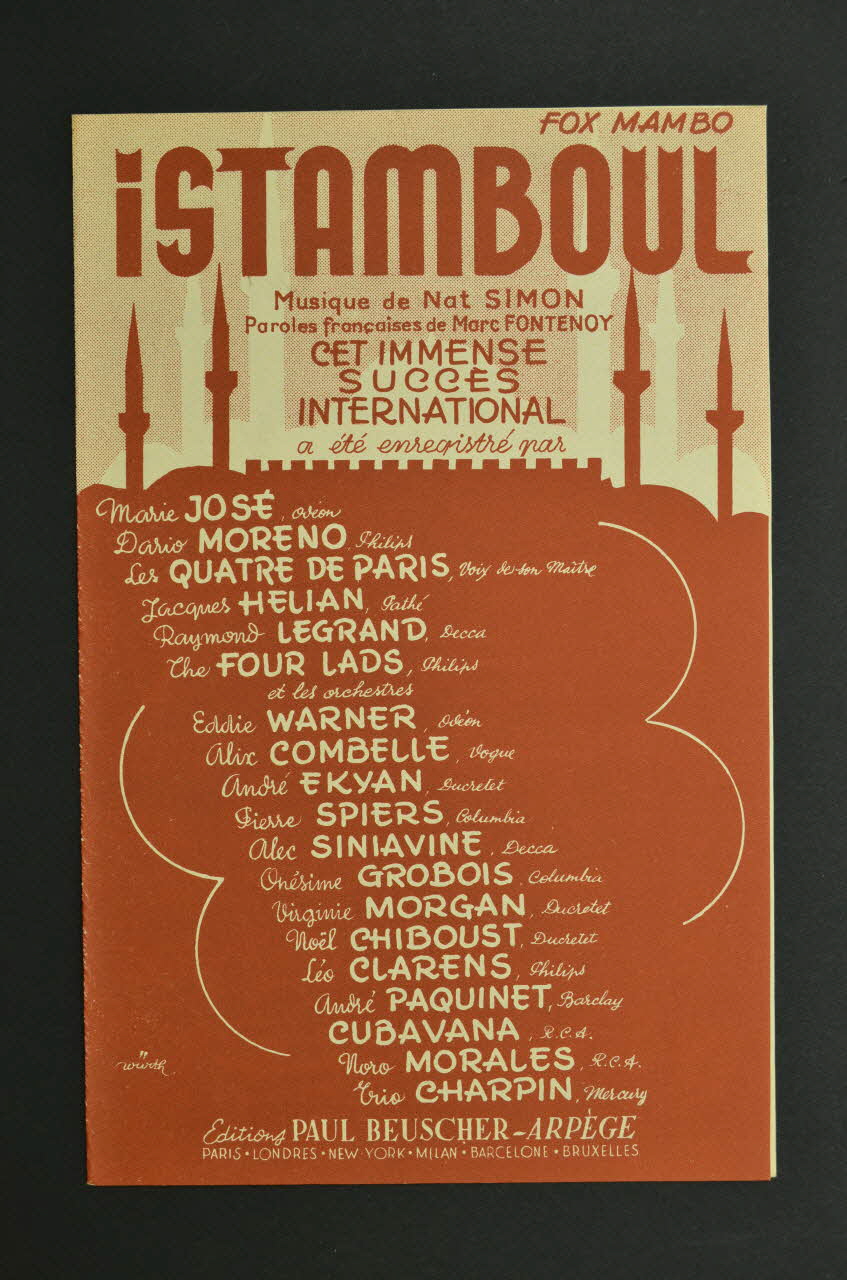 FOX MAMBO
iSTAMBOUL
Musique de Nat SIMON
Paroles françaises de Marc FONTENOY
CET IMMENSE
SUCCÈS
INTERNATIONAL
a été enregistré par
Marie JOSÉ, Odéon
Dario MORENO, Philips
Les QUATRE DE PARIS, Voix de son Maître
Jacques HELIAN, Pathé
Raymond LEGRAND, Decca
The FOUR LADS, Philips
et les orchestres
Eddie WARNER, Odéon
Alix COMBELLE, Vogue
André EKYAN, Ducretet
Pierre SPIERS, Columbia
Alec SINIAVINE, Decca
Onésime GROBOIS, Columbia
Virginie MORGAN, Ducretet
Noël CHIBOUST, Ducretet
Léo CLARENS, Philips
André PAQUINET, Barclay
CUBAVANA, R.C.A.
Noro MORALES, R.C.A.
Trio CHARPIN, Mercury
würth
Editions PAUL BEUSCHER-ARPÈGE
PARIS • LONDRES • NEW-YORK • MILAN • BARCELONE • BRUXELLES